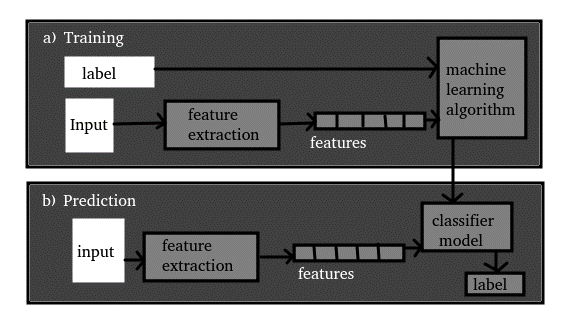 a) Training
label
machine
learning
algorithm
Input
feature
extraction
features
b) Prediction
classifier
model
input
feature
extraction
features
label